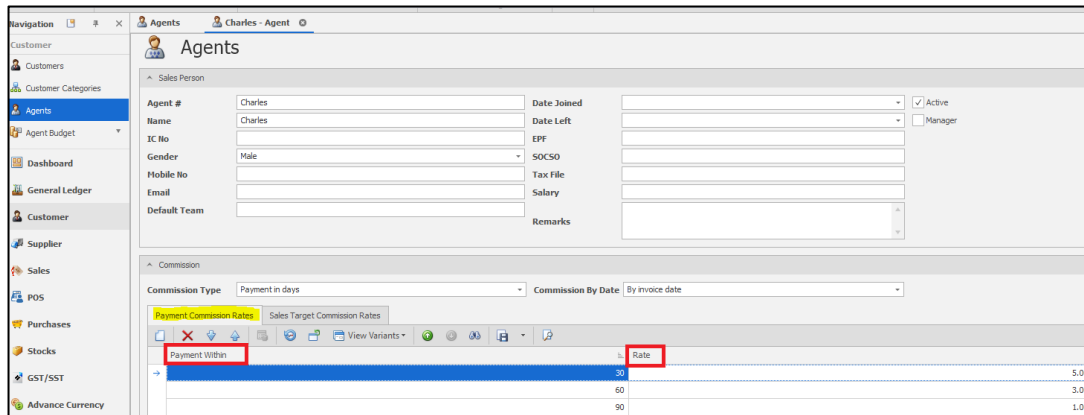 Navigation
Customer
Customers
Customer Categories
Agents
Agent Budget
Dashboard
General Ledger
Customer
Supplier
Sales
POS
Purchases
Stocks
GST/SST
Advance Currency
Agents Charles - Agent
Agents
Sales Person
Agent # Charles Date Joined Active
Name Charles Date Left Manager
IC No EPF
Gender Male SOCSO
Mobile No Tax File
Email Salary
Default Team Remarks
Commission
Commission Type Payment in days Commission By Date By invoice date
Payment Commission Rates Sales Target Commission Rates
View Variants
Payment Within Rate
30 5.0
60 3.0
90 1.0